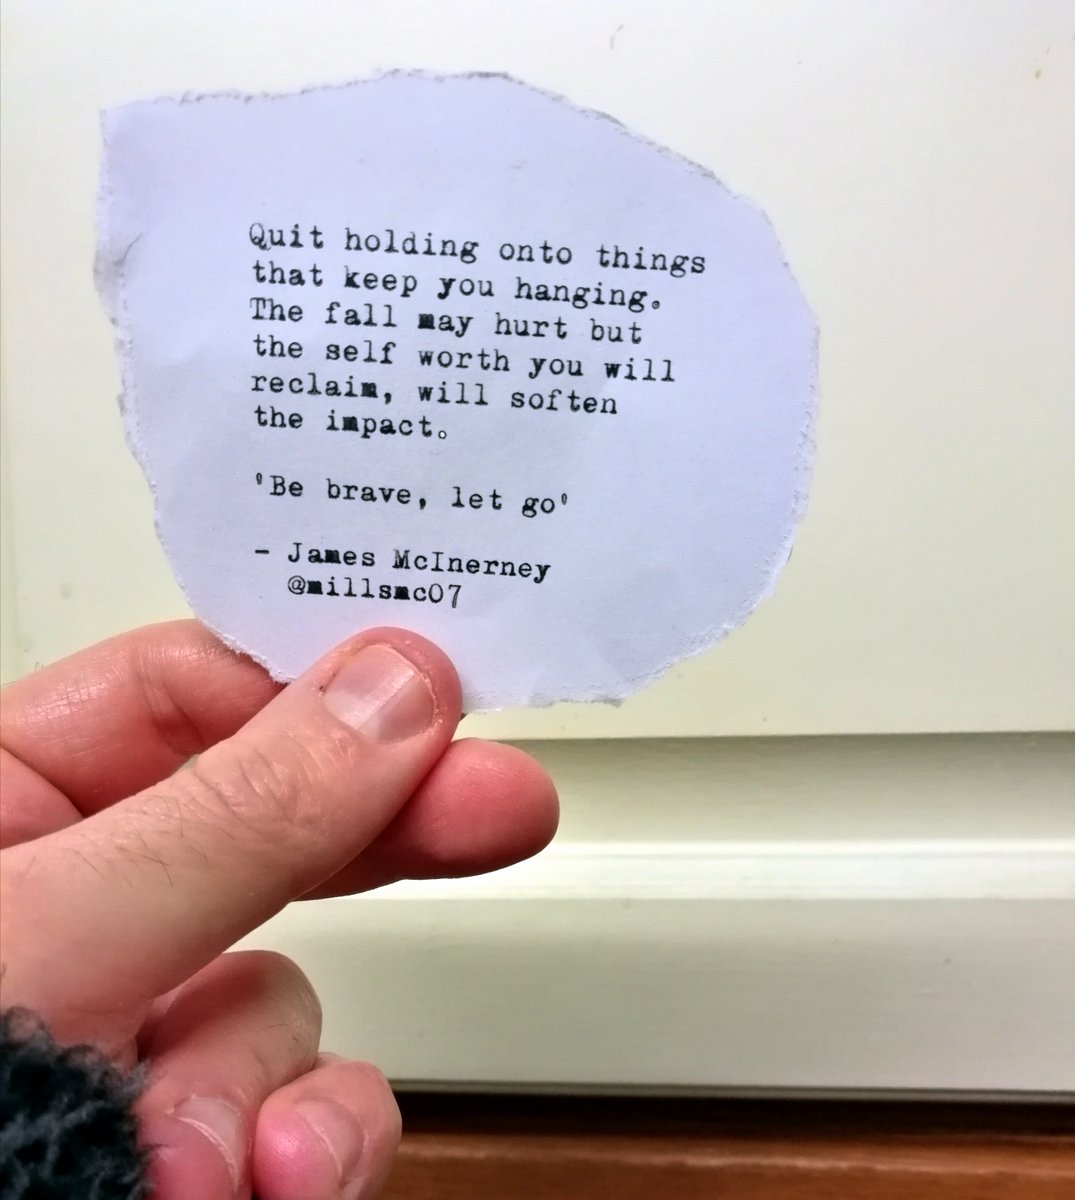 Quit holding onto things
that keep you hanging.
The fall may hurt but
the self worth you will
reclaim, will soften
the impact.
'Be brave, let go'
- James McInerney
@millsmc07